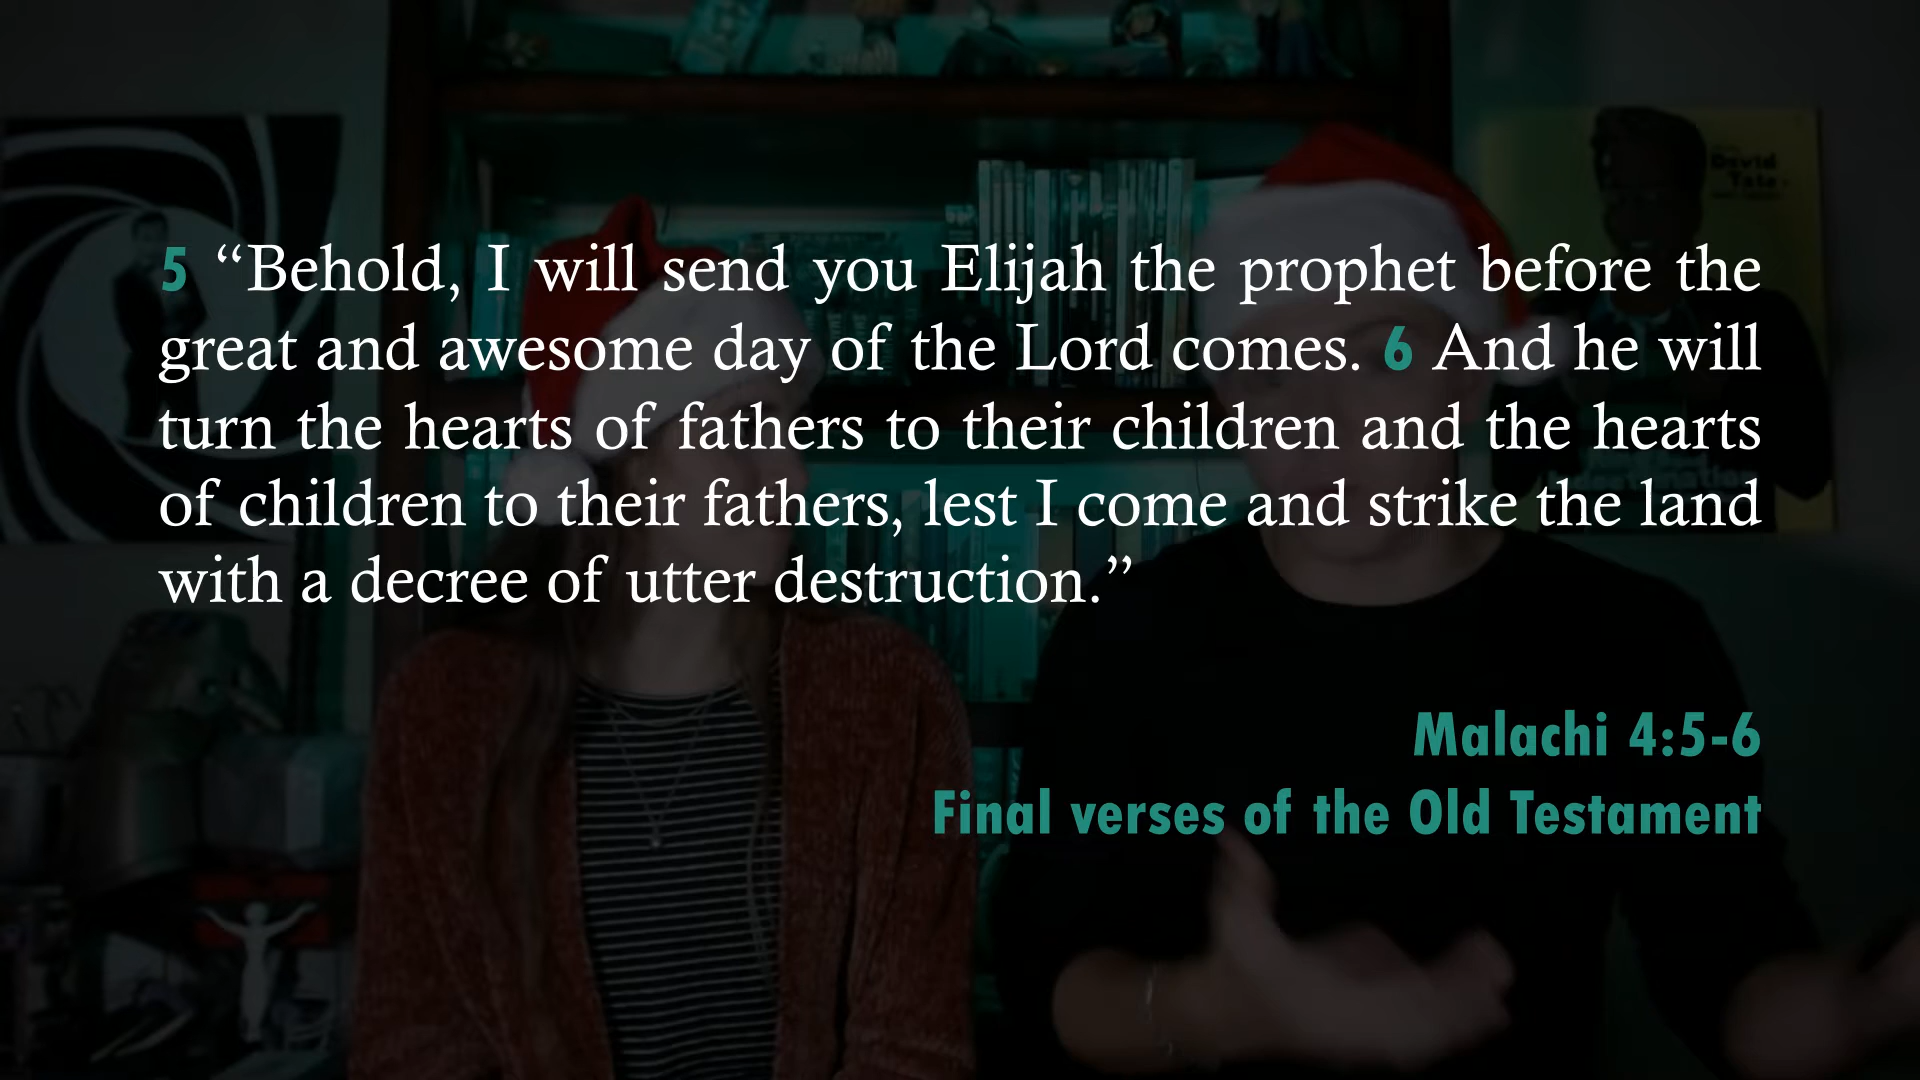 5 “Behold, I will send you Elijah the prophet before the
great and awesome day of the Lord comes. 6 And he will
turn the hearts of fathers to their children and the hearts
of children to their fathers, lest I come and strike the land
with a decree of utter destruction.”
Malachi 4:5-6
Final verses of the Old Testament
David
Tate